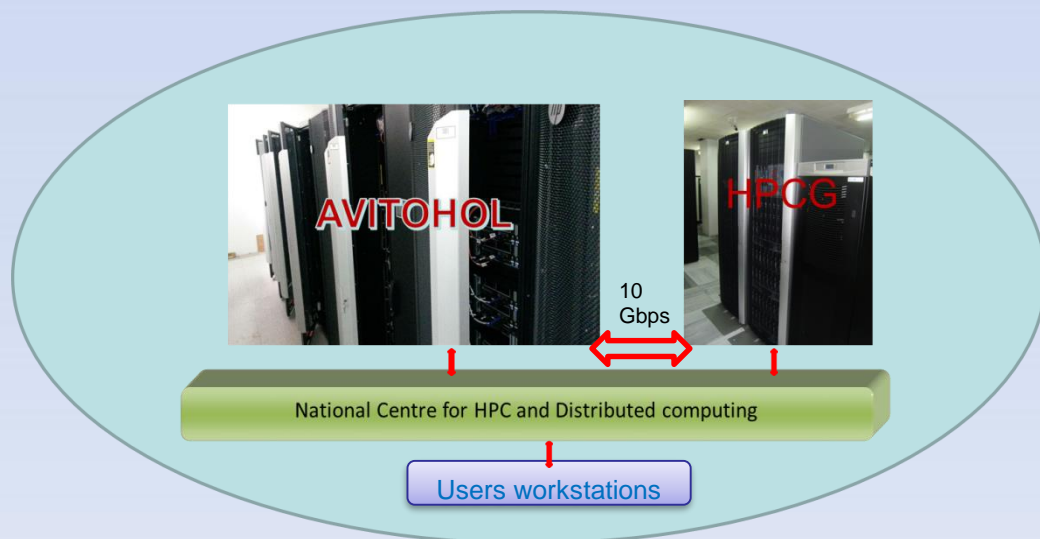 AVITOHOL
HPCG
10
Gbps
National Centre for HPC and Distributed computing
Users workstations